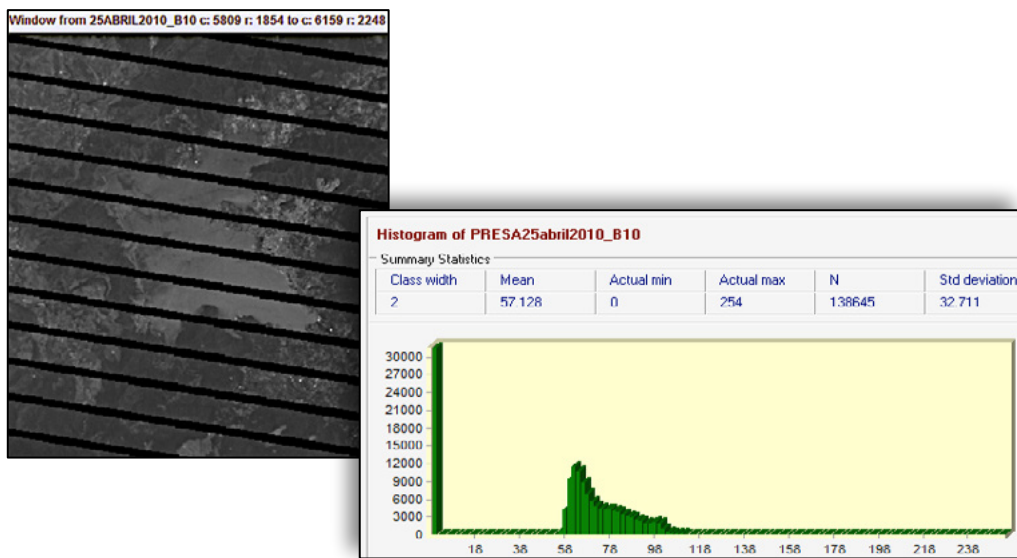 Window from 25ABRIL2010_B10 c: 5809 r: 1854 to c: 6159 r: 2248
Histogram of PRESA25abril2010_B10
Summary Statistics
Class width Mean Actual min Actual max N Std deviation
2 57.128 0 254 138645 32.711
30000
27000
24000
21000
18000
15000
12000
9000
6000
3000
0
18 38 58 78 98 118 138 158 178 198 218 238